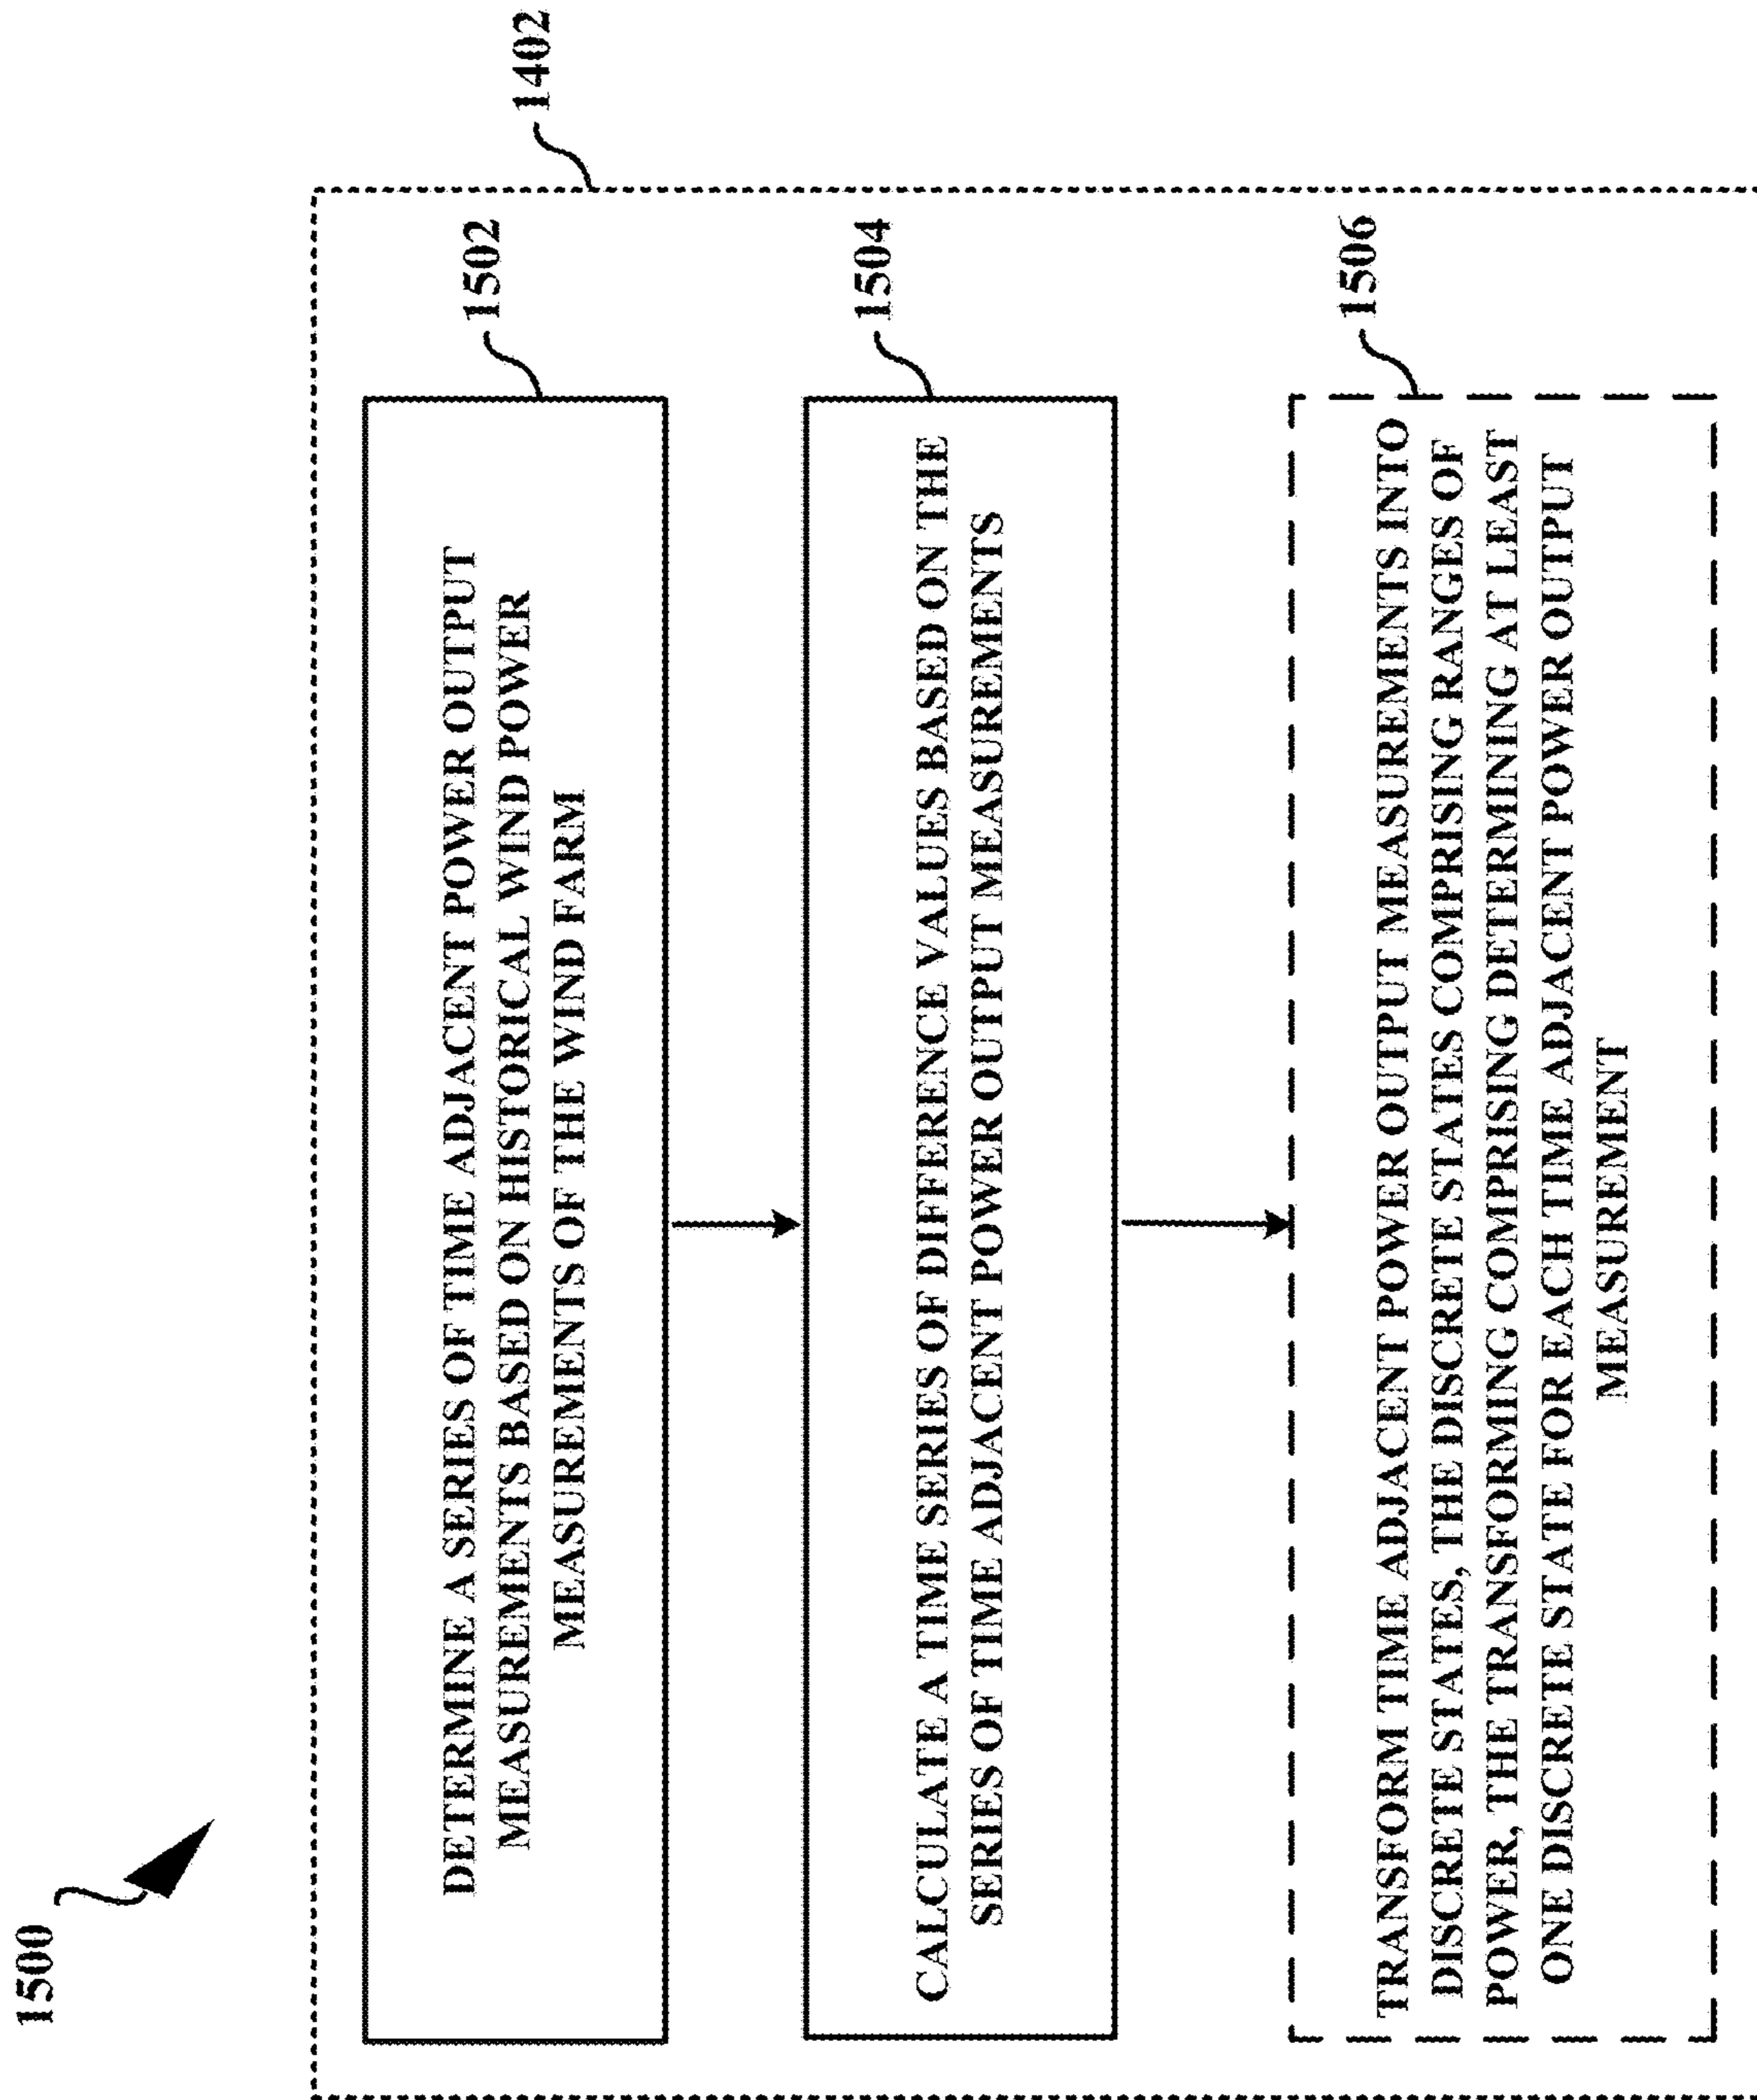 1500
1402
1502
DETERMINE A SERIES OF TIME ADJACENT POWER OUTPUT
MEASUREMENTS BASED ON HISTORICAL WIND POWER
MEASUREMENTS OF THE WIND FARM
1504
CALCULATE A TIME SERIES OF DIFFERENCE VALUES BASED ON THE
SERIES OF TIME ADJACENT POWER OUTPUT MEASUREMENTS
1506
TRANSFORM TIME ADJACENT POWER OUTPUT MEASUREMENTS INTO
DISCRETE STATES, THE DISCRETE STATES COMPRISING RANGES OF
POWER, THE TRANSFORMING COMPRISING DETERMINING AT LEAST
ONE DISCRETE STATE FOR EACH TIME ADJACENT POWER OUTPUT
MEASUREMENT